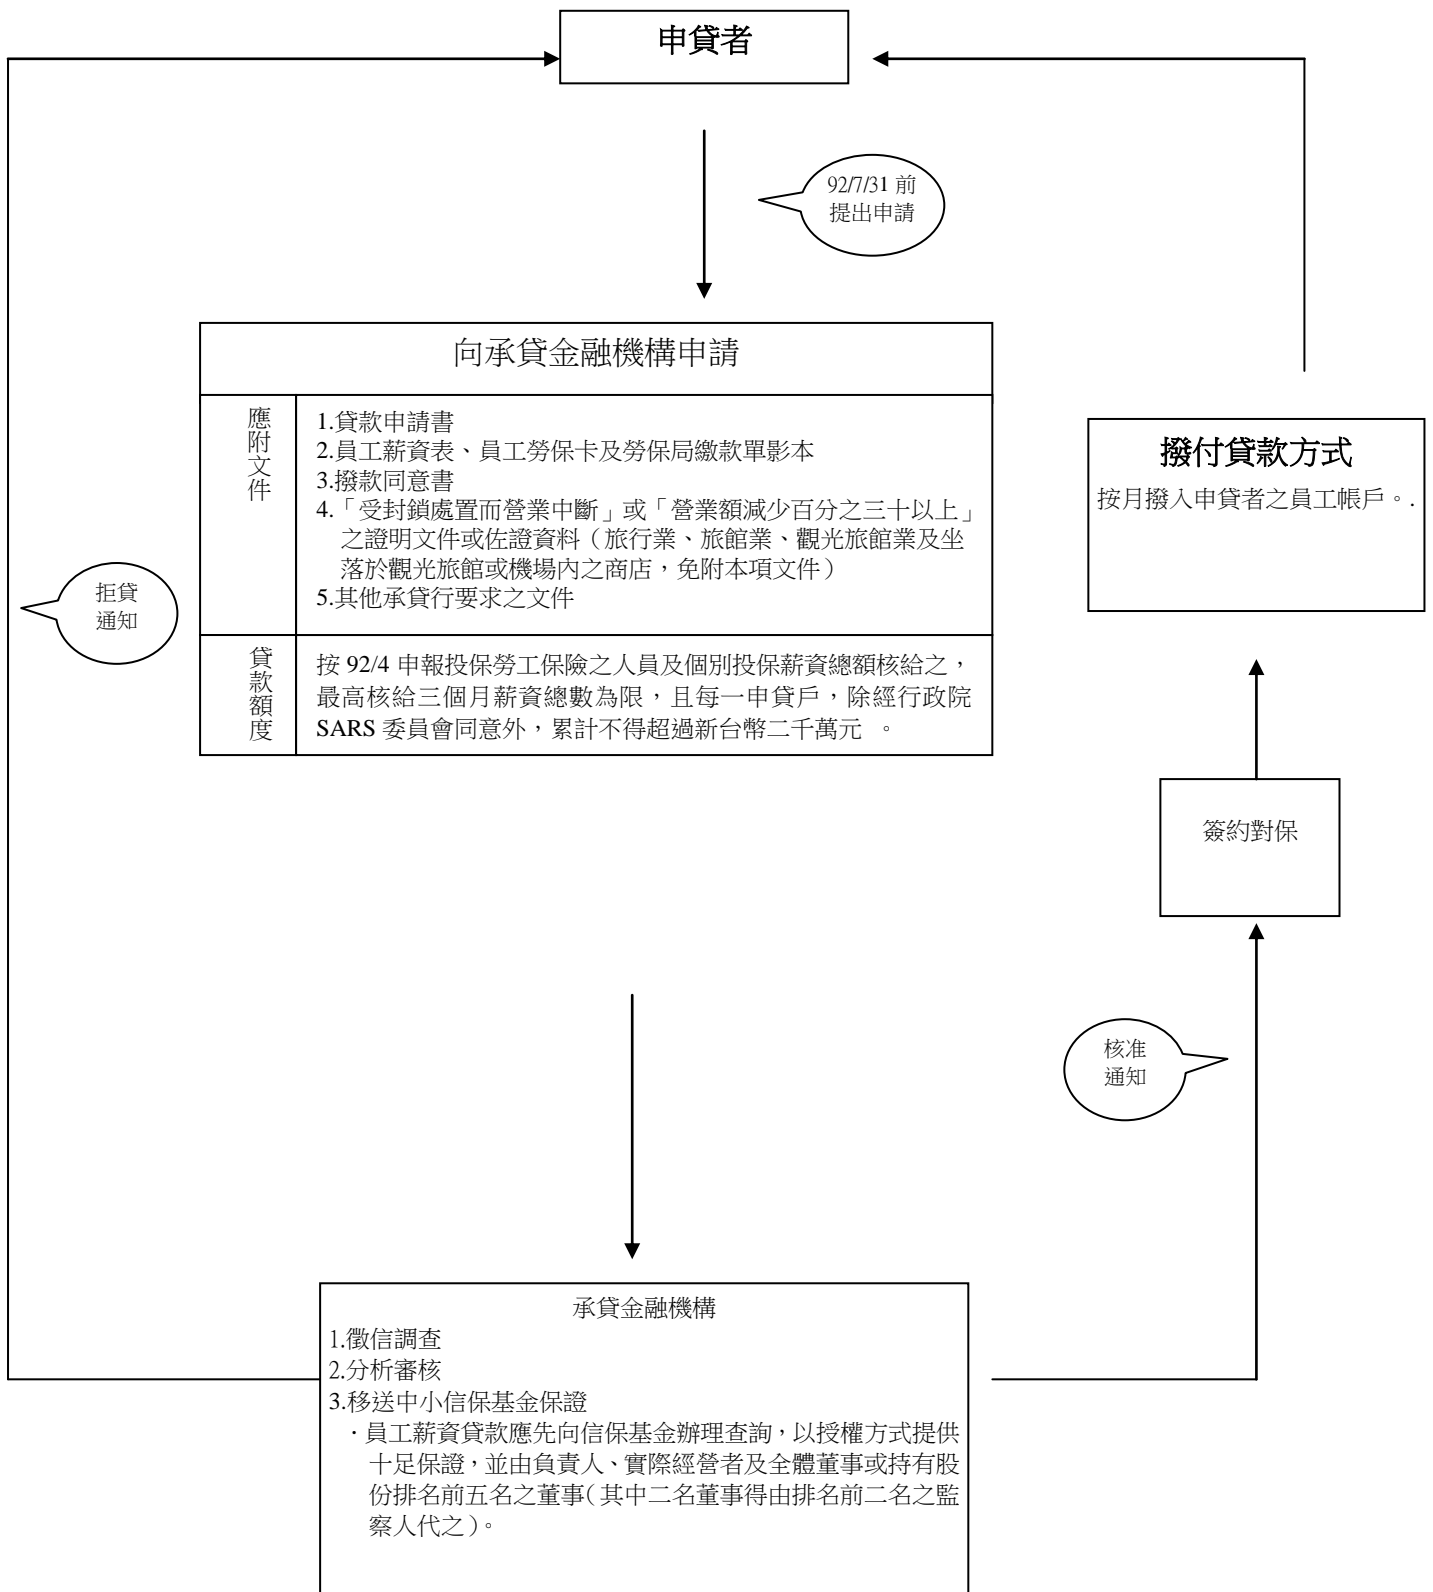 申貸者
92/7/31 前
提出申請
向承貸金融機構申請
應附文件
1.貸款申請書
2.員工薪資表、員工勞保卡及勞保局繳款單影本
3.撥款同意書
4.「受封鎖處置而營業中斷」或「營業額減少百分之三十以上」
之證明文件或佐證資料（旅行業、旅館業、觀光旅館業及坐
落於觀光旅館或機場內之商店，免附本項文件）
5.其他承貸行要求之文件
貸款額度
按 92/4 申報投保勞工保險之人員及個別投保薪資總額核給之，
最高核給三個月薪資總數為限，且每一申貸戶，除經行政院
SARS 委員會同意外，累計不得超過新台幣二千萬元 。
撥付貸款方式
按月撥入申貸者之員工帳戶。.
拒貸
通知
簽約對保
核准
通知
承貸金融機構
1.徵信調查
2.分析審核
3.移送中小信保基金保證
．員工薪資貸款應先向信保基金辦理查詢，以授權方式提供
十足保證，並由負責人、實際經營者及全體董事或持有股
份排名前五名之董事（其中二名董事得由排名前二名之監
察人代之）。